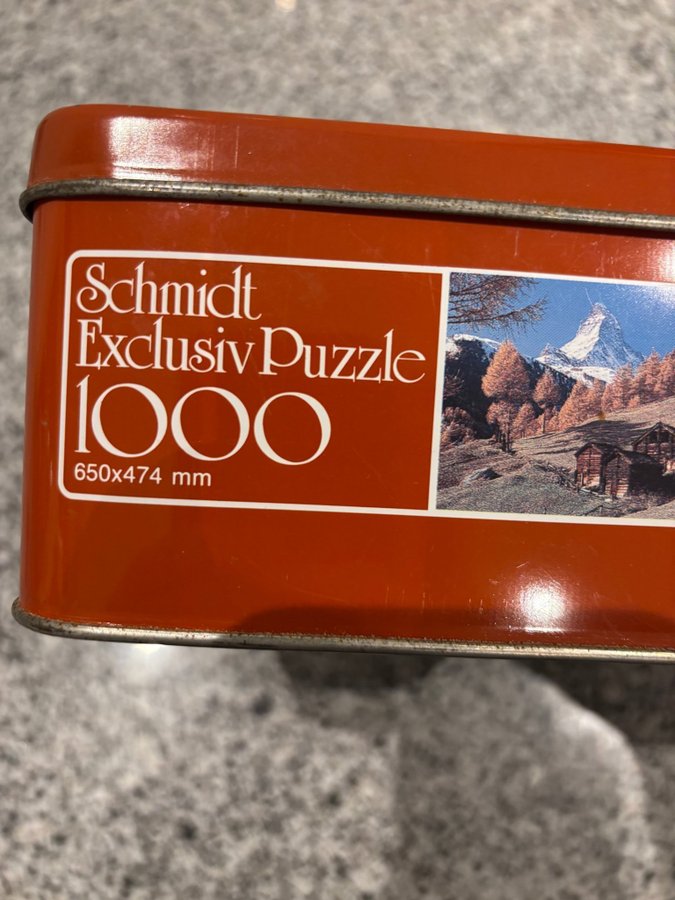 Schmidt
Exclusiv Puzzle
1000
650x474 mm